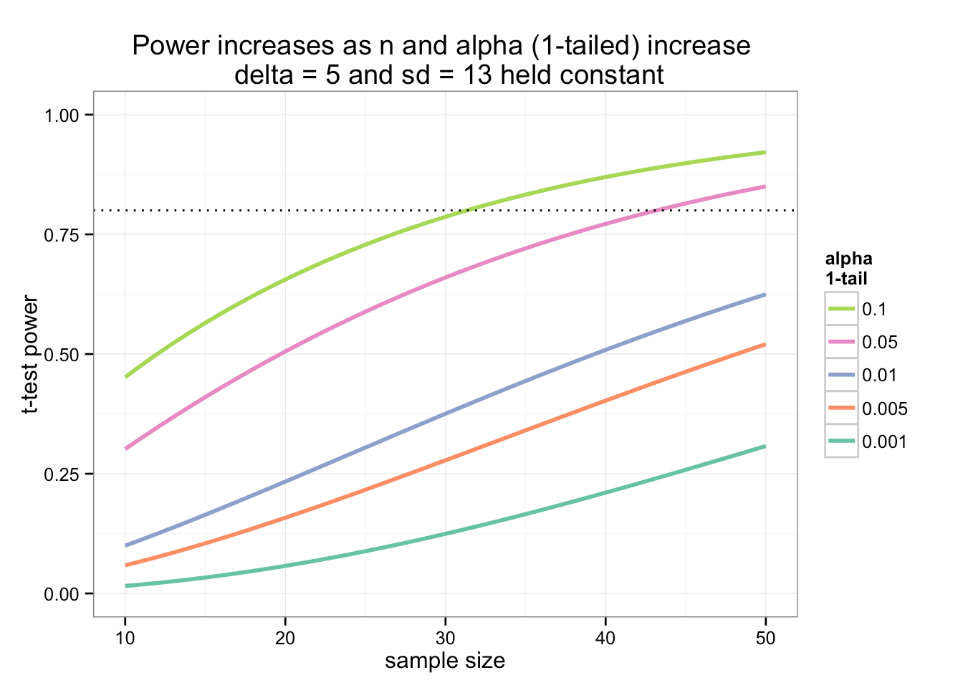 Power increases as n and alpha (1-tailed) increase
delta = 5 and sd = 13 held constant
1.00
0.75
0.50
0.25
0.00
t-test power
10 20 30 40 50
sample size
alpha
1-tail
0.1
0.05
0.01
0.005
0.001